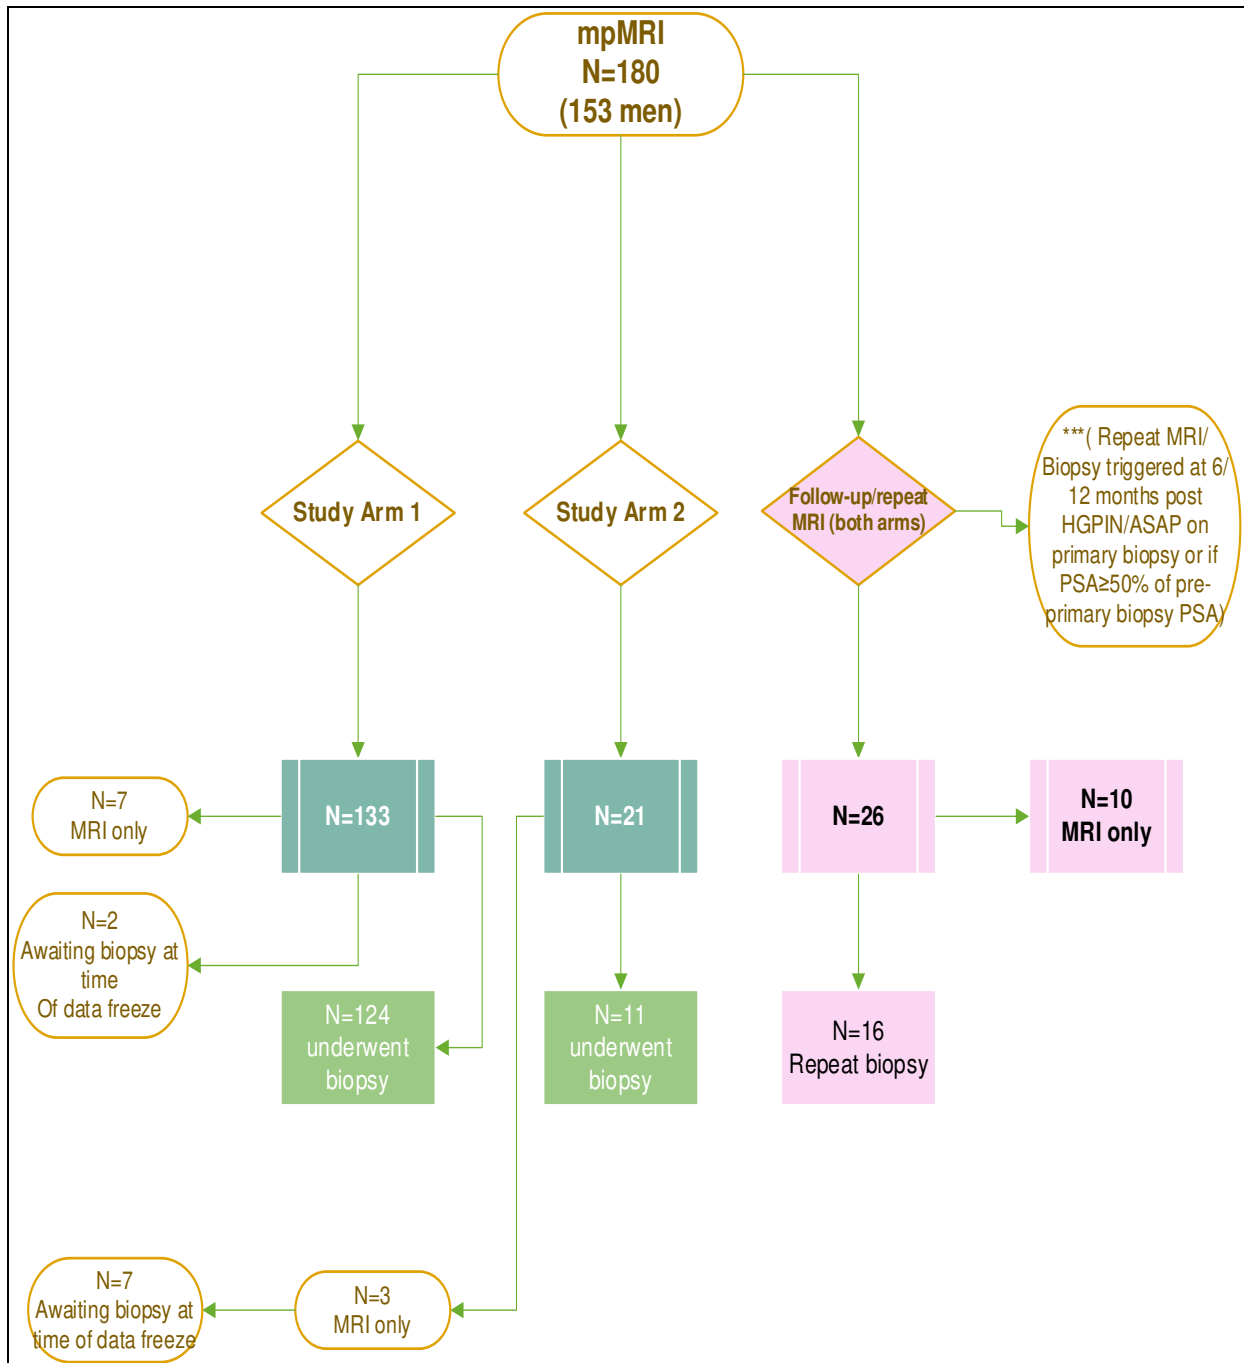 mpMRI
N=180
(153 men)
Study Arm 1
Study Arm 2
Follow-up/repeat
MRI (both arms)
***( Repeat MRI/
Biopsy triggered at 6/
12 months post
HGPIN/ASAP on
primary biopsy or if
PSA≥50% of pre-
primary biopsy PSA)
N=7
MRI only
N=133
N=21
N=26
N=10
MRI only
N=2
Awaiting biopsy at
time
Of data freeze
N=124
underwent
biopsy
N=11
underwent
biopsy
N=16
Repeat biopsy
N=7
Awaiting biopsy at
time of data freeze
N=3
MRI only